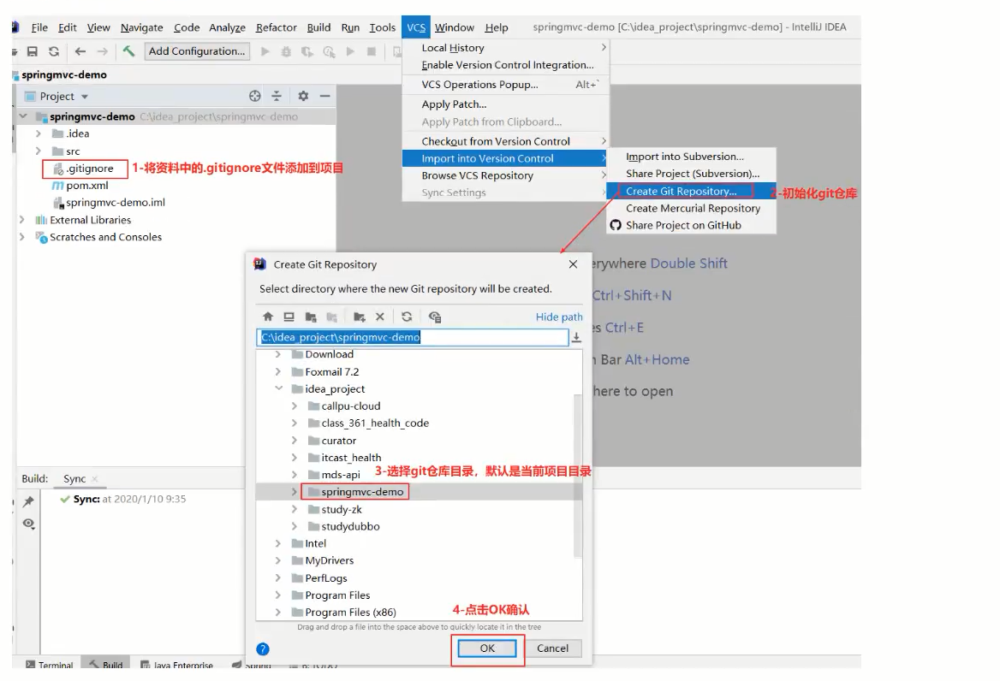 File Edit View Navigate Code Analyze Refactor Build Run Tools VCS Window Help springmvc-demo [C:\idea_project\springmvc-demo] - IntelliJ IDEA
Add Configuration...
springmvc-demo
Project
springmvc-demo C:\idea_project\springmvc-demo
.idea
src
.gitignore
1-将资料中的.gitignore文件添加到项目
pom.xml
springmvc-demo.iml
External Libraries
Scratches and Consoles
Local History
Enable Version Control Integration...
VCS Operations Popup... Alt+`
Apply Patch...
Apply Patch from Clipboard...
Checkout from Version Control
Import into Version Control
Browse VCS Repository
Sync Settings
Import into Subversion...
Share Project (Subversion)...
Create Git Repository...
2-初始化git仓库
Create Mercurial Repository
Share Project on GitHub
erywhere Double Shift
Ctrl+Shift+N
es Ctrl+E
n Bar Alt+Home
here to open
Create Git Repository
Select directory where the new Git repository will be created.
Hide path
C:\idea_project\springmvc-demo
Download
Foxmail 7.2
idea_project
callpu-cloud
class_361_health_code
curator
itcast_health
mds-api
3-选择git仓库目录，默认是当前项目目录
springmvc-demo
study-zk
studydubbo
Intel
MyDrivers
PerfLogs
Program Files
Program Files (x86)
4-点击OK确认
Drag and drop a file into the space above to quickly locate it in the tree
? OK Cancel
Build: Sync
Sync: at 2020/1/10 9:35
Terminal Build Java Enterprise Spring 6: TODO